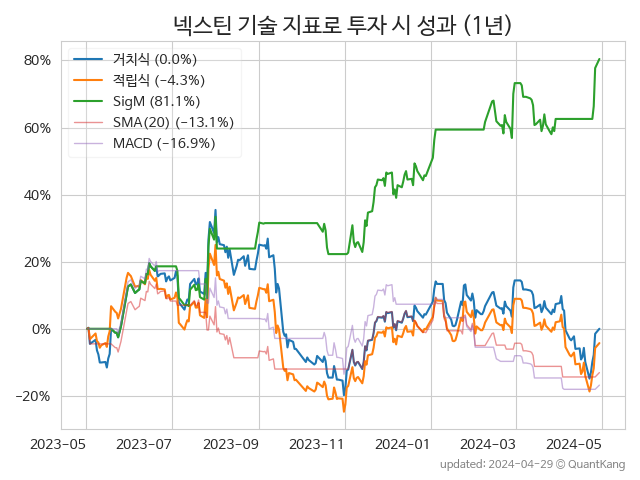 넥스틴 기술 지표로 투자 시 성과 (1년)
거치식 (0.0%)
적립식 (−4.3%)
SigM (81.1%)
SMA(20) (−13.1%)
MACD (−16.9%)
80%
60%
40%
20%
0%
−20%
2023−05 2023−07 2023−09 2023−11 2024−01 2024−03 2024−05
updated: 2024−04−29 © QuantKang